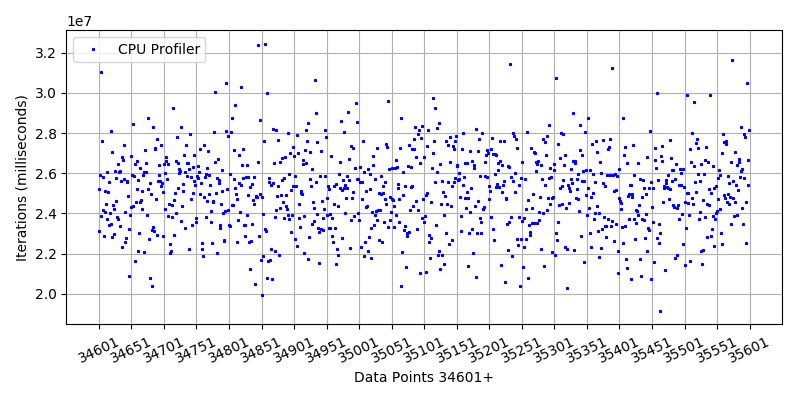 1e7
CPU Profiler
3.2
3.0
2.8
2.6
2.4
2.2
2.0
Iterations (milliseconds)
34601 34651 34701 34751 34801 34851 34901 34951 35001 35051 35101 35151 35201 35251 35301 35351 35401 35451 35501 35551 35601
Data Points 34601+